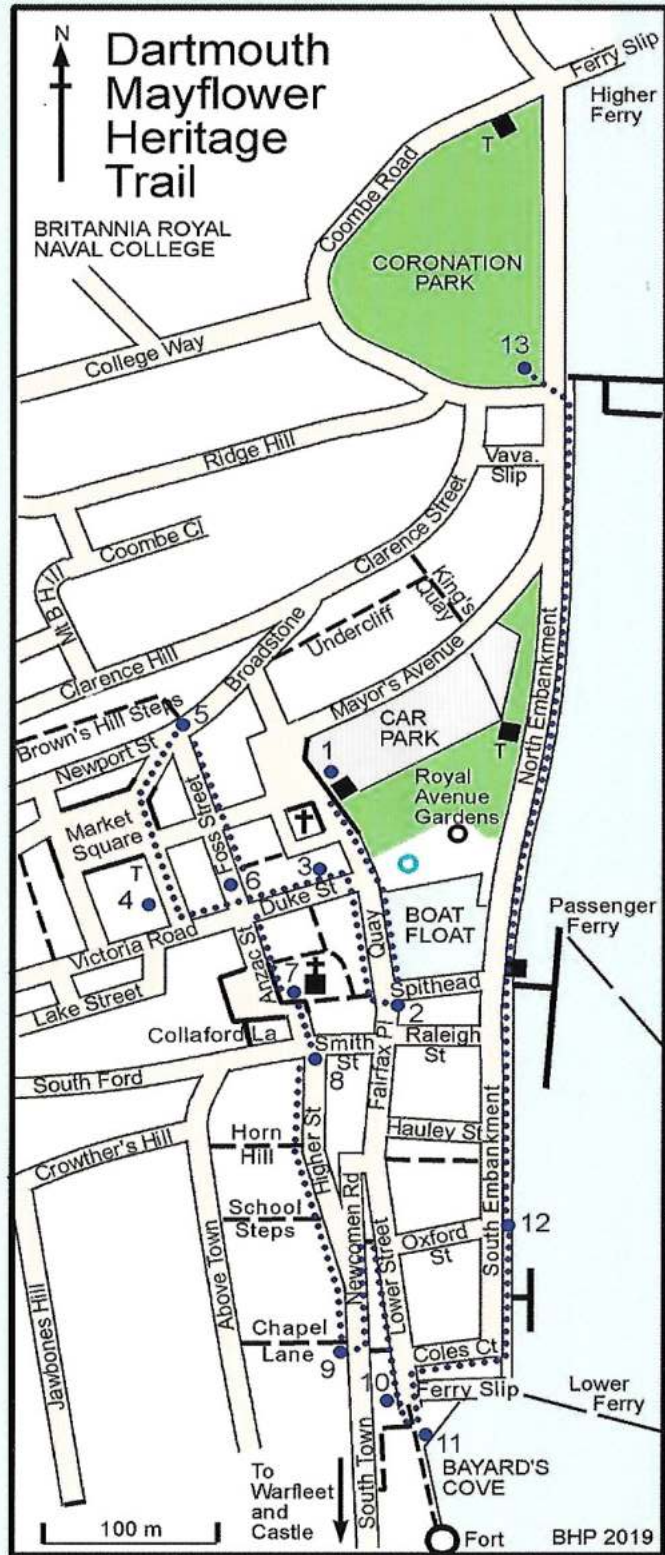 N
Dartmouth
Mayflower
Heritage
Trail
Ferry Slip
Higher
Ferry
T
Coombe Road
BRITANNIA ROYAL
NAVAL COLLEGE
CORONATION
PARK
College Way
13
Ridge Hill
Vava.
Slip
Coombe Cl
Clarence Street
Mt B Hill
King's
Quay
Undercliff
Clarence Hill
Broadstone
Mayor's Avenue
North Embankment
Brown's Hill Steps
5
CAR
PARK
Newport St
1
T
Royal
Avenue
Gardens
Market
Square
Foss Street
T
4
6
3
Duke St
BOAT
FLOAT
Passenger
Ferry
Victoria Road
Anzac St
Quay
Lake Street
7
Spithead
2
Collaford La
Smith
St
Fairfax Pl
Raleigh
St
8
South Ford
Hauley St
Crowther's Hill
Horn
Hill
Higher St
South Embankment
School
Steps
Newcomen Rd
Oxford
St
12
Above Town
Lower Street
Jawbones Hill
Chapel
Lane
Coles Ct
9
10
Ferry Slip
Lower
Ferry
11
To
Warfleet
and
Castle
South Town
BAYARD'S
COVE
100 m
Fort
BHP 2019